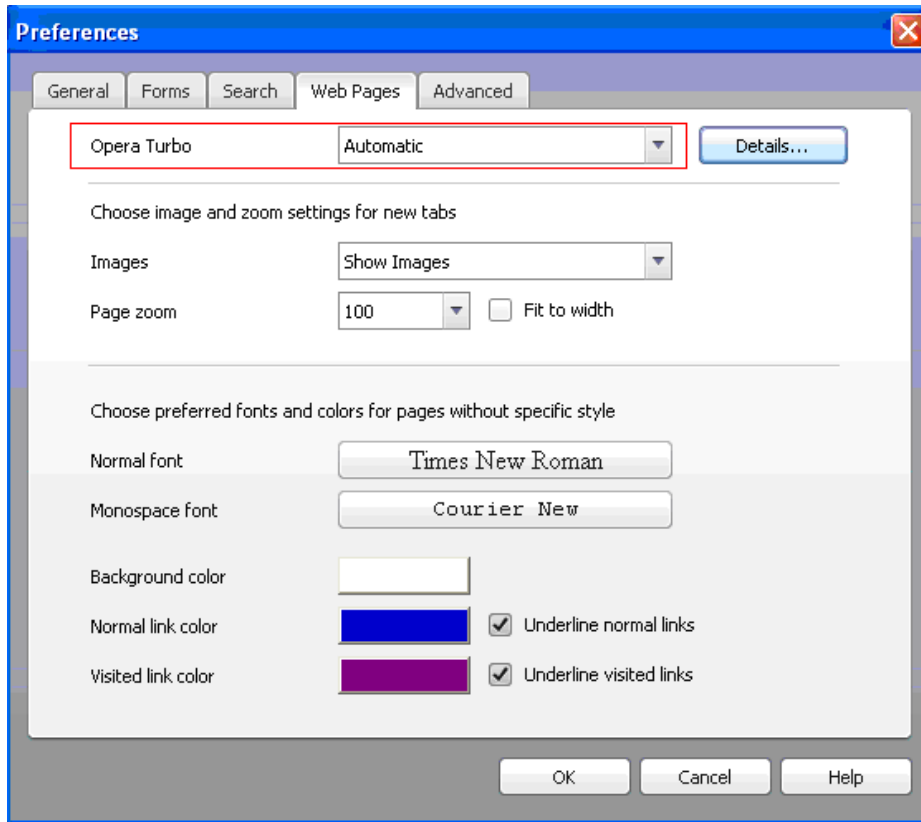 Preferences
General Forms Search Web Pages Advanced
Opera Turbo Automatic Details...
Choose image and zoom settings for new tabs
Images Show Images
Page zoom 100 Fit to width
Choose preferred fonts and colors for pages without specific style
Normal font Times New Roman
Monospace font Courier New
Background color
Normal link color Underline normal links
Visited link color Underline visited links
OK Cancel Help